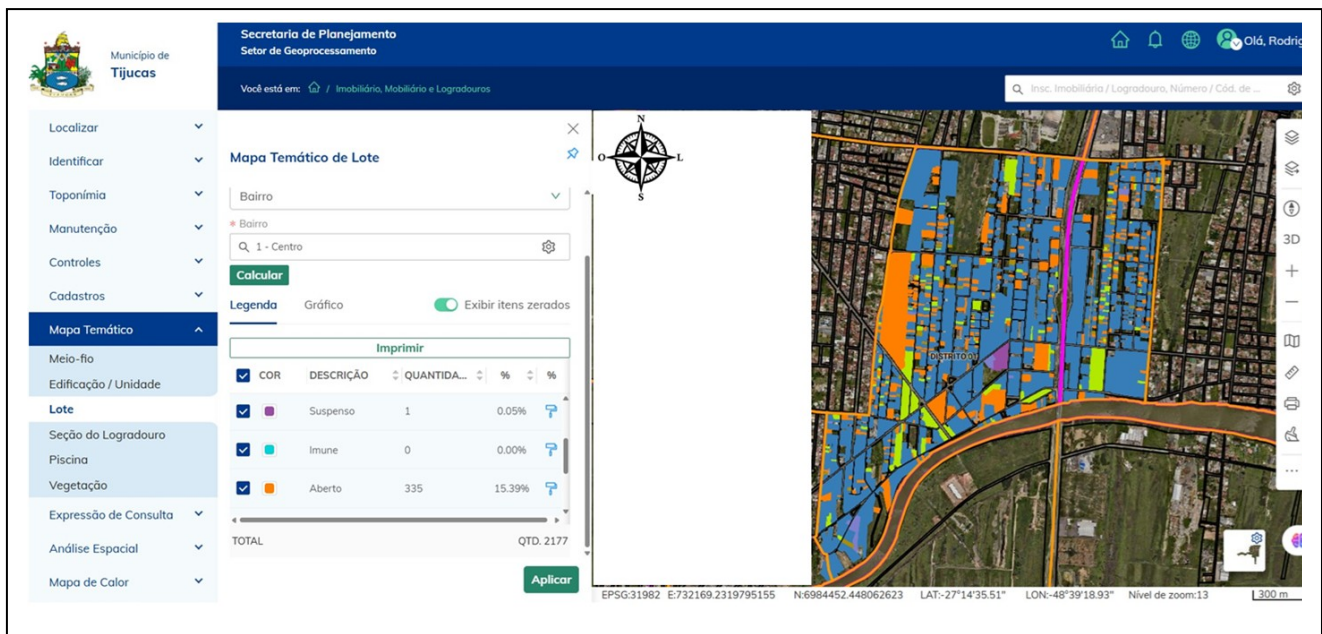 Município de
Tijucas
Secretaria de Planejamento
Setor de Geoprocessamento
Olá, Rodrig
Você está em: / Imobiliário, Mobiliário e Logradouros
Insc. Imobiliária / Logradouro, Número / Cód. de ...
Localizar
Identificar
Toponímia
Manutenção
Controles
Cadastros
Mapa Temático
Meio-fio
Edificação / Unidade
Lote
Seção do Logradouro
Piscina
Vegetação
Expressão de Consulta
Análise Espacial
Mapa de Calor
Mapa Temático de Lote
Bairro
* Bairro
1 - Centro
Calcular
Legenda Gráfico Exibir itens zerados
Imprimir
COR DESCRIÇÃO QUANTIDA... % %
Suspenso 1 0.05%
Imune 0 0.00%
Aberto 335 15.39%
TOTAL QTD. 2177
Aplicar
N
O L
S
DISTRITO 01
3D
EPSG:31982 E:732169.2319795155 N:6984452.448062623 LAT:-27°14'35.51" LON:-48°39'18.93" Nível de zoom:13 300 m